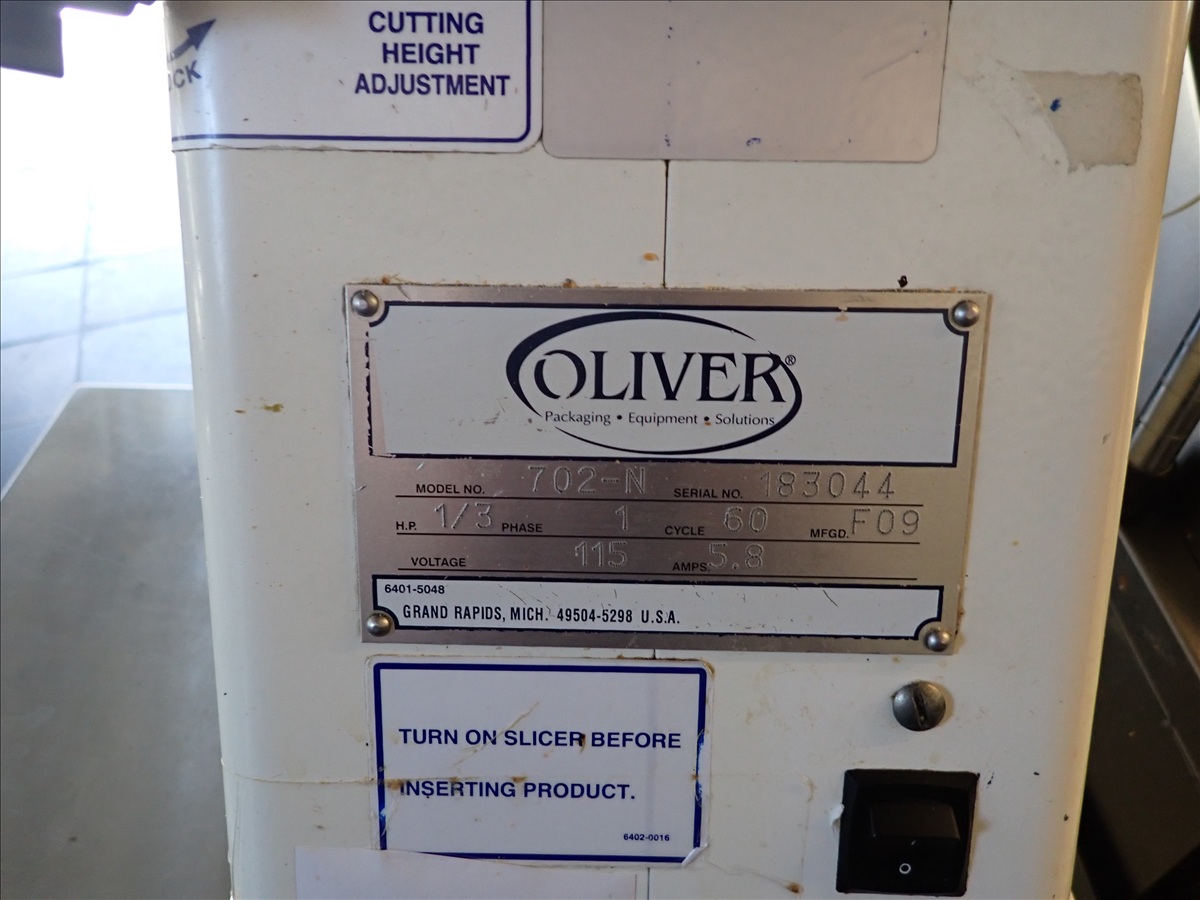 CUTTING
HEIGHT
ADJUSTMENT
OLIVER®
Packaging • Equipment • Solutions
MODEL NO. 702-N SERIAL NO. 183044
H.P. 1/3 PHASE 1 CYCLE 60 MFGD. F09
VOLTAGE 115 AMPS. 5.8
6401-5048
GRAND RAPIDS, MICH. 49504-5298 U.S.A.
TURN ON SLICER BEFORE
INSERTING PRODUCT.
6402-0016
O